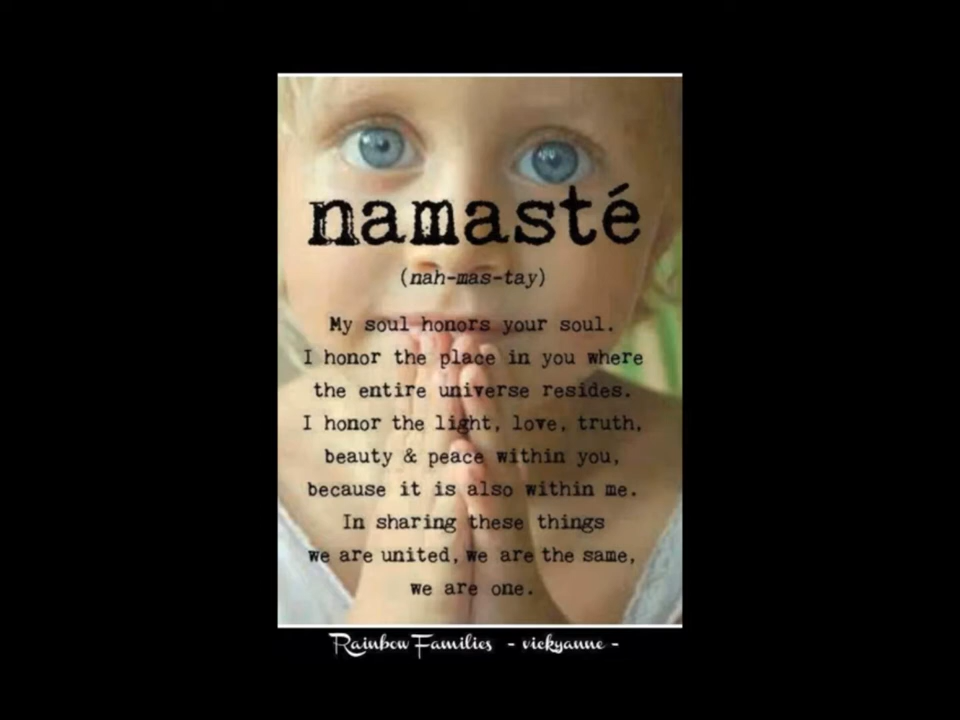 namasté
(nah-mas-tay)
My soul honors your soul.
I honor the place in you where
the entire universe resides.
I honor the light, love, truth,
beauty & peace within you,
because it is also within me.
In sharing these things
we are united, we are the same,
we are one.
Rainbow Families - vickyanne -